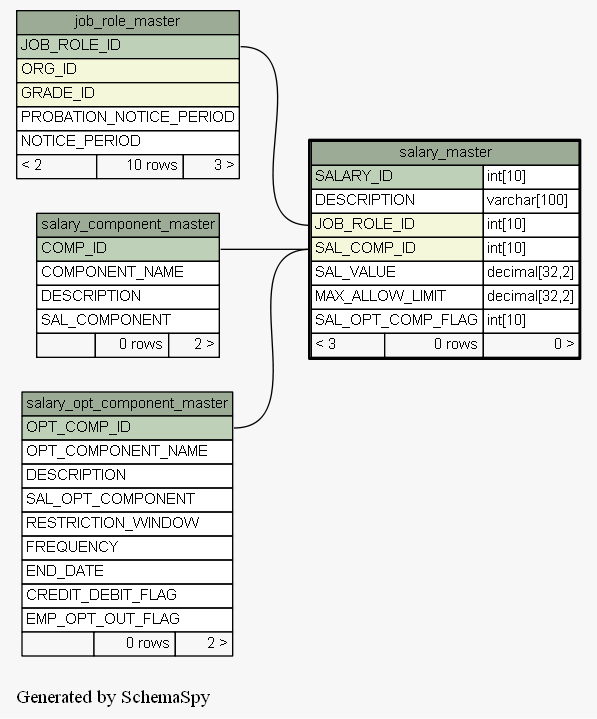 job_role_master
JOB_ROLE_ID
ORG_ID
GRADE_ID
PROBATION_NOTICE_PERIOD
NOTICE_PERIOD
< 2 10 rows 3 >
salary_master
SALARY_ID int[10]
DESCRIPTION varchar[100]
JOB_ROLE_ID int[10]
SAL_COMP_ID int[10]
SAL_VALUE decimal[32,2]
MAX_ALLOW_LIMIT decimal[32,2]
SAL_OPT_COMP_FLAG int[10]
< 3 0 rows 0 >
salary_component_master
COMP_ID
COMPONENT_NAME
DESCRIPTION
SAL_COMPONENT
0 rows 2 >
salary_opt_component_master
OPT_COMP_ID
OPT_COMPONENT_NAME
DESCRIPTION
SAL_OPT_COMPONENT
RESTRICTION_WINDOW
FREQUENCY
END_DATE
CREDIT_DEBIT_FLAG
EMP_OPT_OUT_FLAG
0 rows 2 >
Generated by SchemaSpy